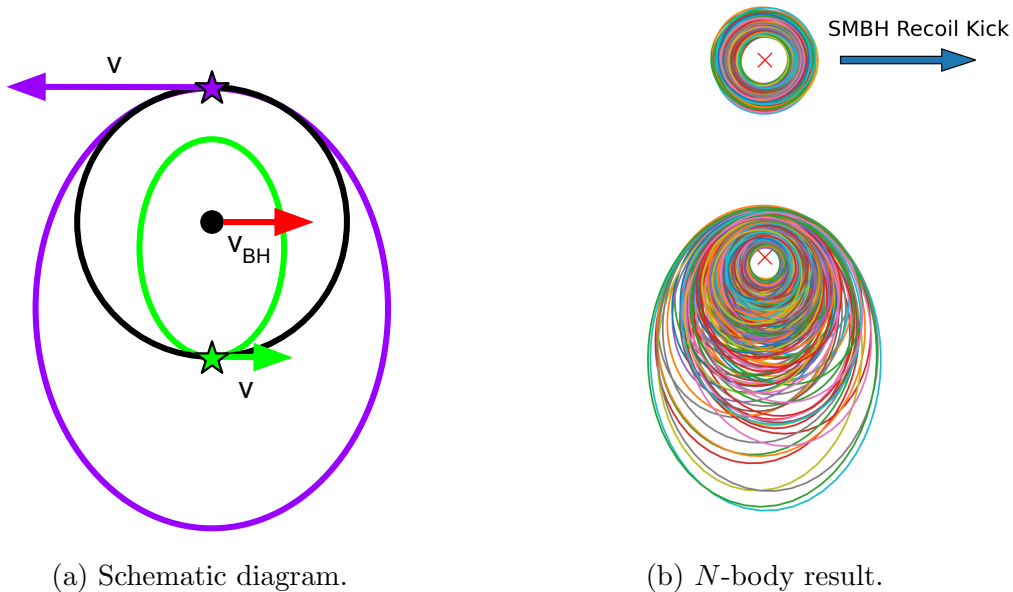 v
v_BH
v
SMBH Recoil Kick
(a) Schematic diagram.
(b) N-body result.